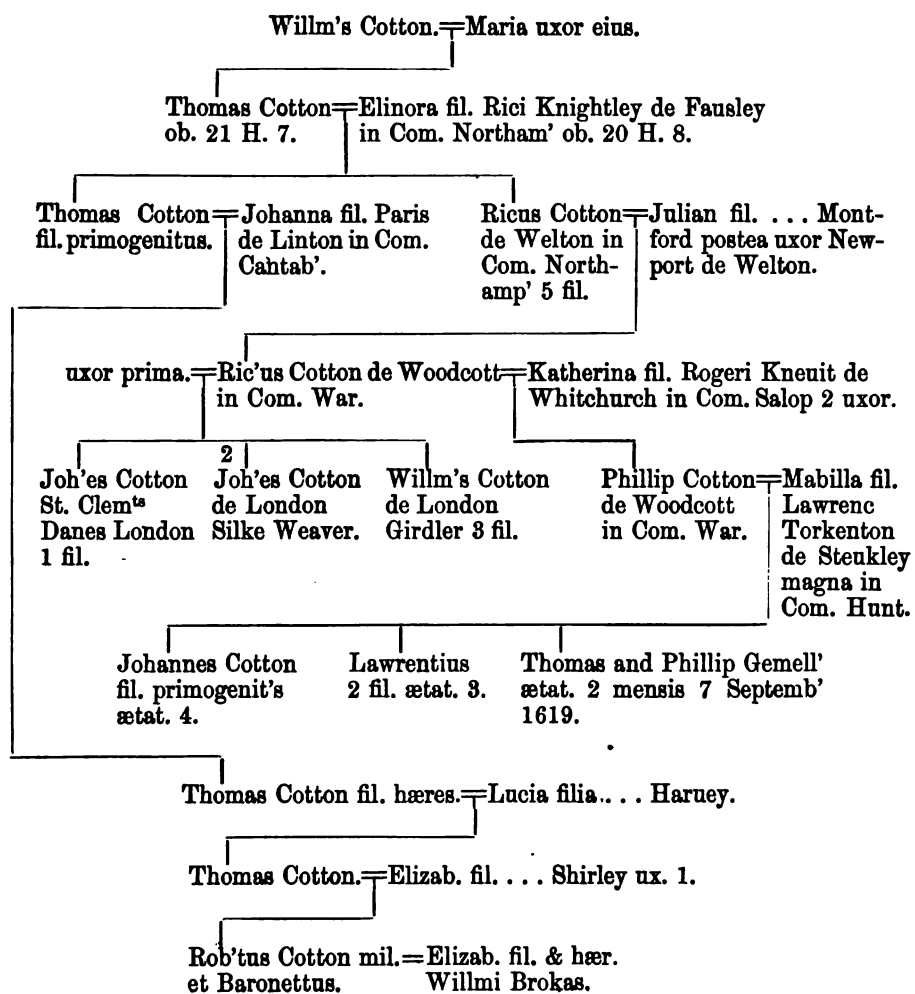 Willm's Cotton.=Maria uxor eius.
Thomas Cotton=Elinora fil. Rici Knightley de Fausley
ob. 21 H. 7. in Com. Northam' ob. 20 H. 8.
Thomas Cotton=Johanna fil. Paris
fil. primogenitus. de Linton in Com.
Cantab'.
Ricus Cotton=Julian fil. ... Mont-
de Welton in ford postea uxor New-
Com. North- port de Welton.
amp' 5 fil.
uxor prima.=Ric'us Cotton de Woodcott=Katherina fil. Rogeri Kneuit de
in Com. War. Whitchurch in Com. Salop 2 uxor.
Joh'es Cotton
St. Clemts
Danes London
1 fil.
2
Joh'es Cotton
de London
Silke Weaver.
Willm's Cotton
de London
Girdler 3 fil.
Phillip Cotton=Mabilla fil.
de Woodcott Lawrenc
in Com. War. Torkenton
de Steukley
magna in
Com. Hunt.
Johannes Cotton
fil. primogenit's
ætat. 4.
Lawrentius
2 fil. ætat. 3.
Thomas and Phillip Gemell'
ætat. 2 mensis 7 Septemb'
1619.
Thomas Cotton fil. hæres.=Lucia filia.... Haruey.
Thomas Cotton.=Elizab. fil.... Shirley ux. 1.
Rob'tus Cotton mil.=Elizab. fil. & hær.
et Baronettus. Willmi Brokas.